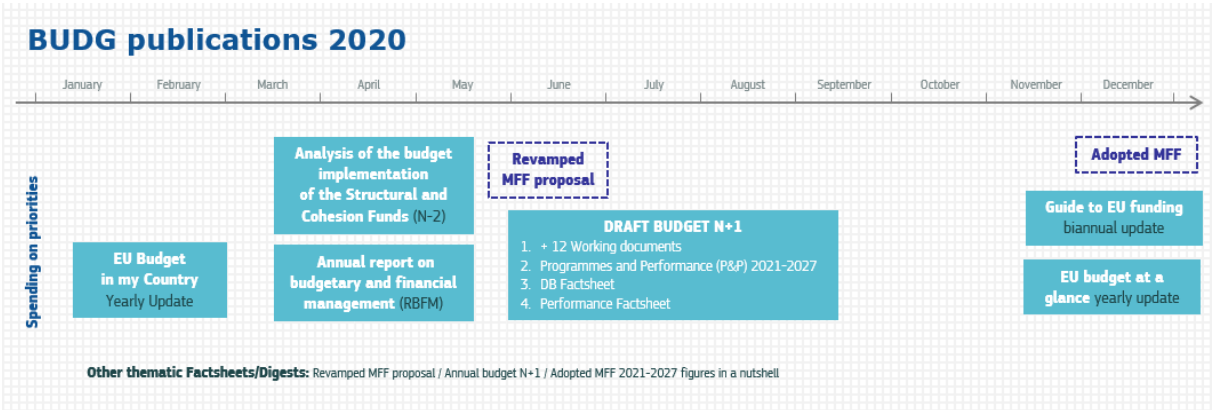 BUDG publications 2020
January February March April May June July August September October November December
Spending on priorities
EU Budget
in my Country
Yearly Update
Analysis of the budget
implementation
of the Structural and
Cohesion Funds (N-2)
Annual report on
budgetary and financial
management (RBFM)
Revamped
MFF proposal
DRAFT BUDGET N+1
1. + 12 Working documents
2. Programmes and Performance (P&P) 2021-2027
3. DB Factsheet
4. Performance Factsheet
Adopted MFF
Guide to EU funding
biannual update
EU budget at a
glance yearly update
Other thematic Factsheets/Digests: Revamped MFF proposal / Annual budget N+1 / Adopted MFF 2021-2027 figures in a nutshell